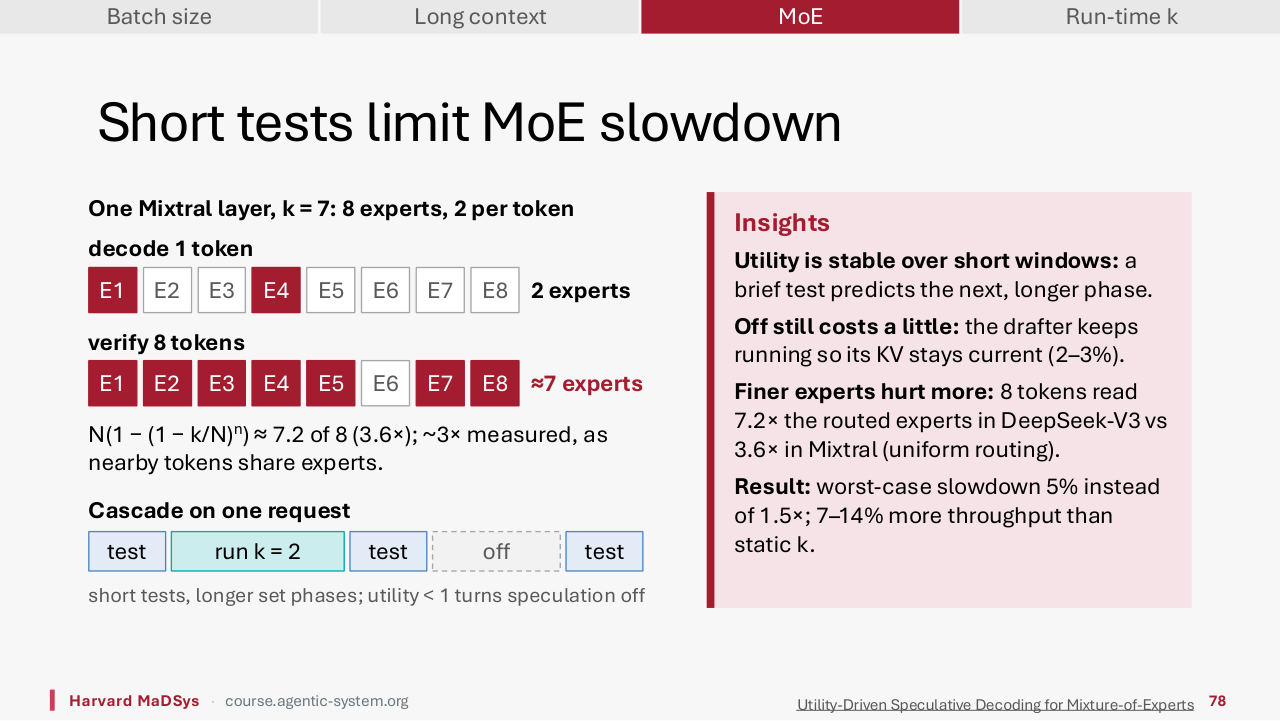 Batch size
Long context
MoE
Run-time k
Short tests limit MoE slowdown
One Mixtral layer, k = 7: 8 experts, 2 per token
decode 1 token
E1 E2 E3 E4 E5 E6 E7 E8 2 experts
verify 8 tokens
E1 E2 E3 E4 E5 E6 E7 E8 ≈7 experts
N(1 − (1 − k/N)ⁿ) ≈ 7.2 of 8 (3.6×); ~3× measured, as
nearby tokens share experts.
Cascade on one request
test run k = 2 test off test
short tests, longer set phases; utility < 1 turns speculation off
Insights
Utility is stable over short windows: a
brief test predicts the next, longer phase.
Off still costs a little: the drafter keeps
running so its KV stays current (2–3%).
Finer experts hurt more: 8 tokens read
7.2× the routed experts in DeepSeek-V3 vs
3.6× in Mixtral (uniform routing).
Result: worst-case slowdown 5% instead
of 1.5×; 7–14% more throughput than
static k.
Harvard MaDSys · course.agentic-system.org
Utility-Driven Speculative Decoding for Mixture-of-Experts 78